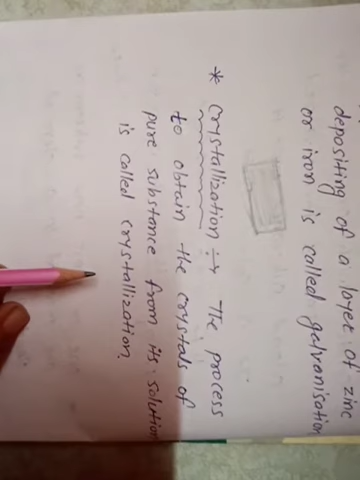 depositing of a layer of zinc
or iron is called galvanisation
* Crystallization :- The process
to obtain the crystals of
pure substance from its solution
is called crystallization.